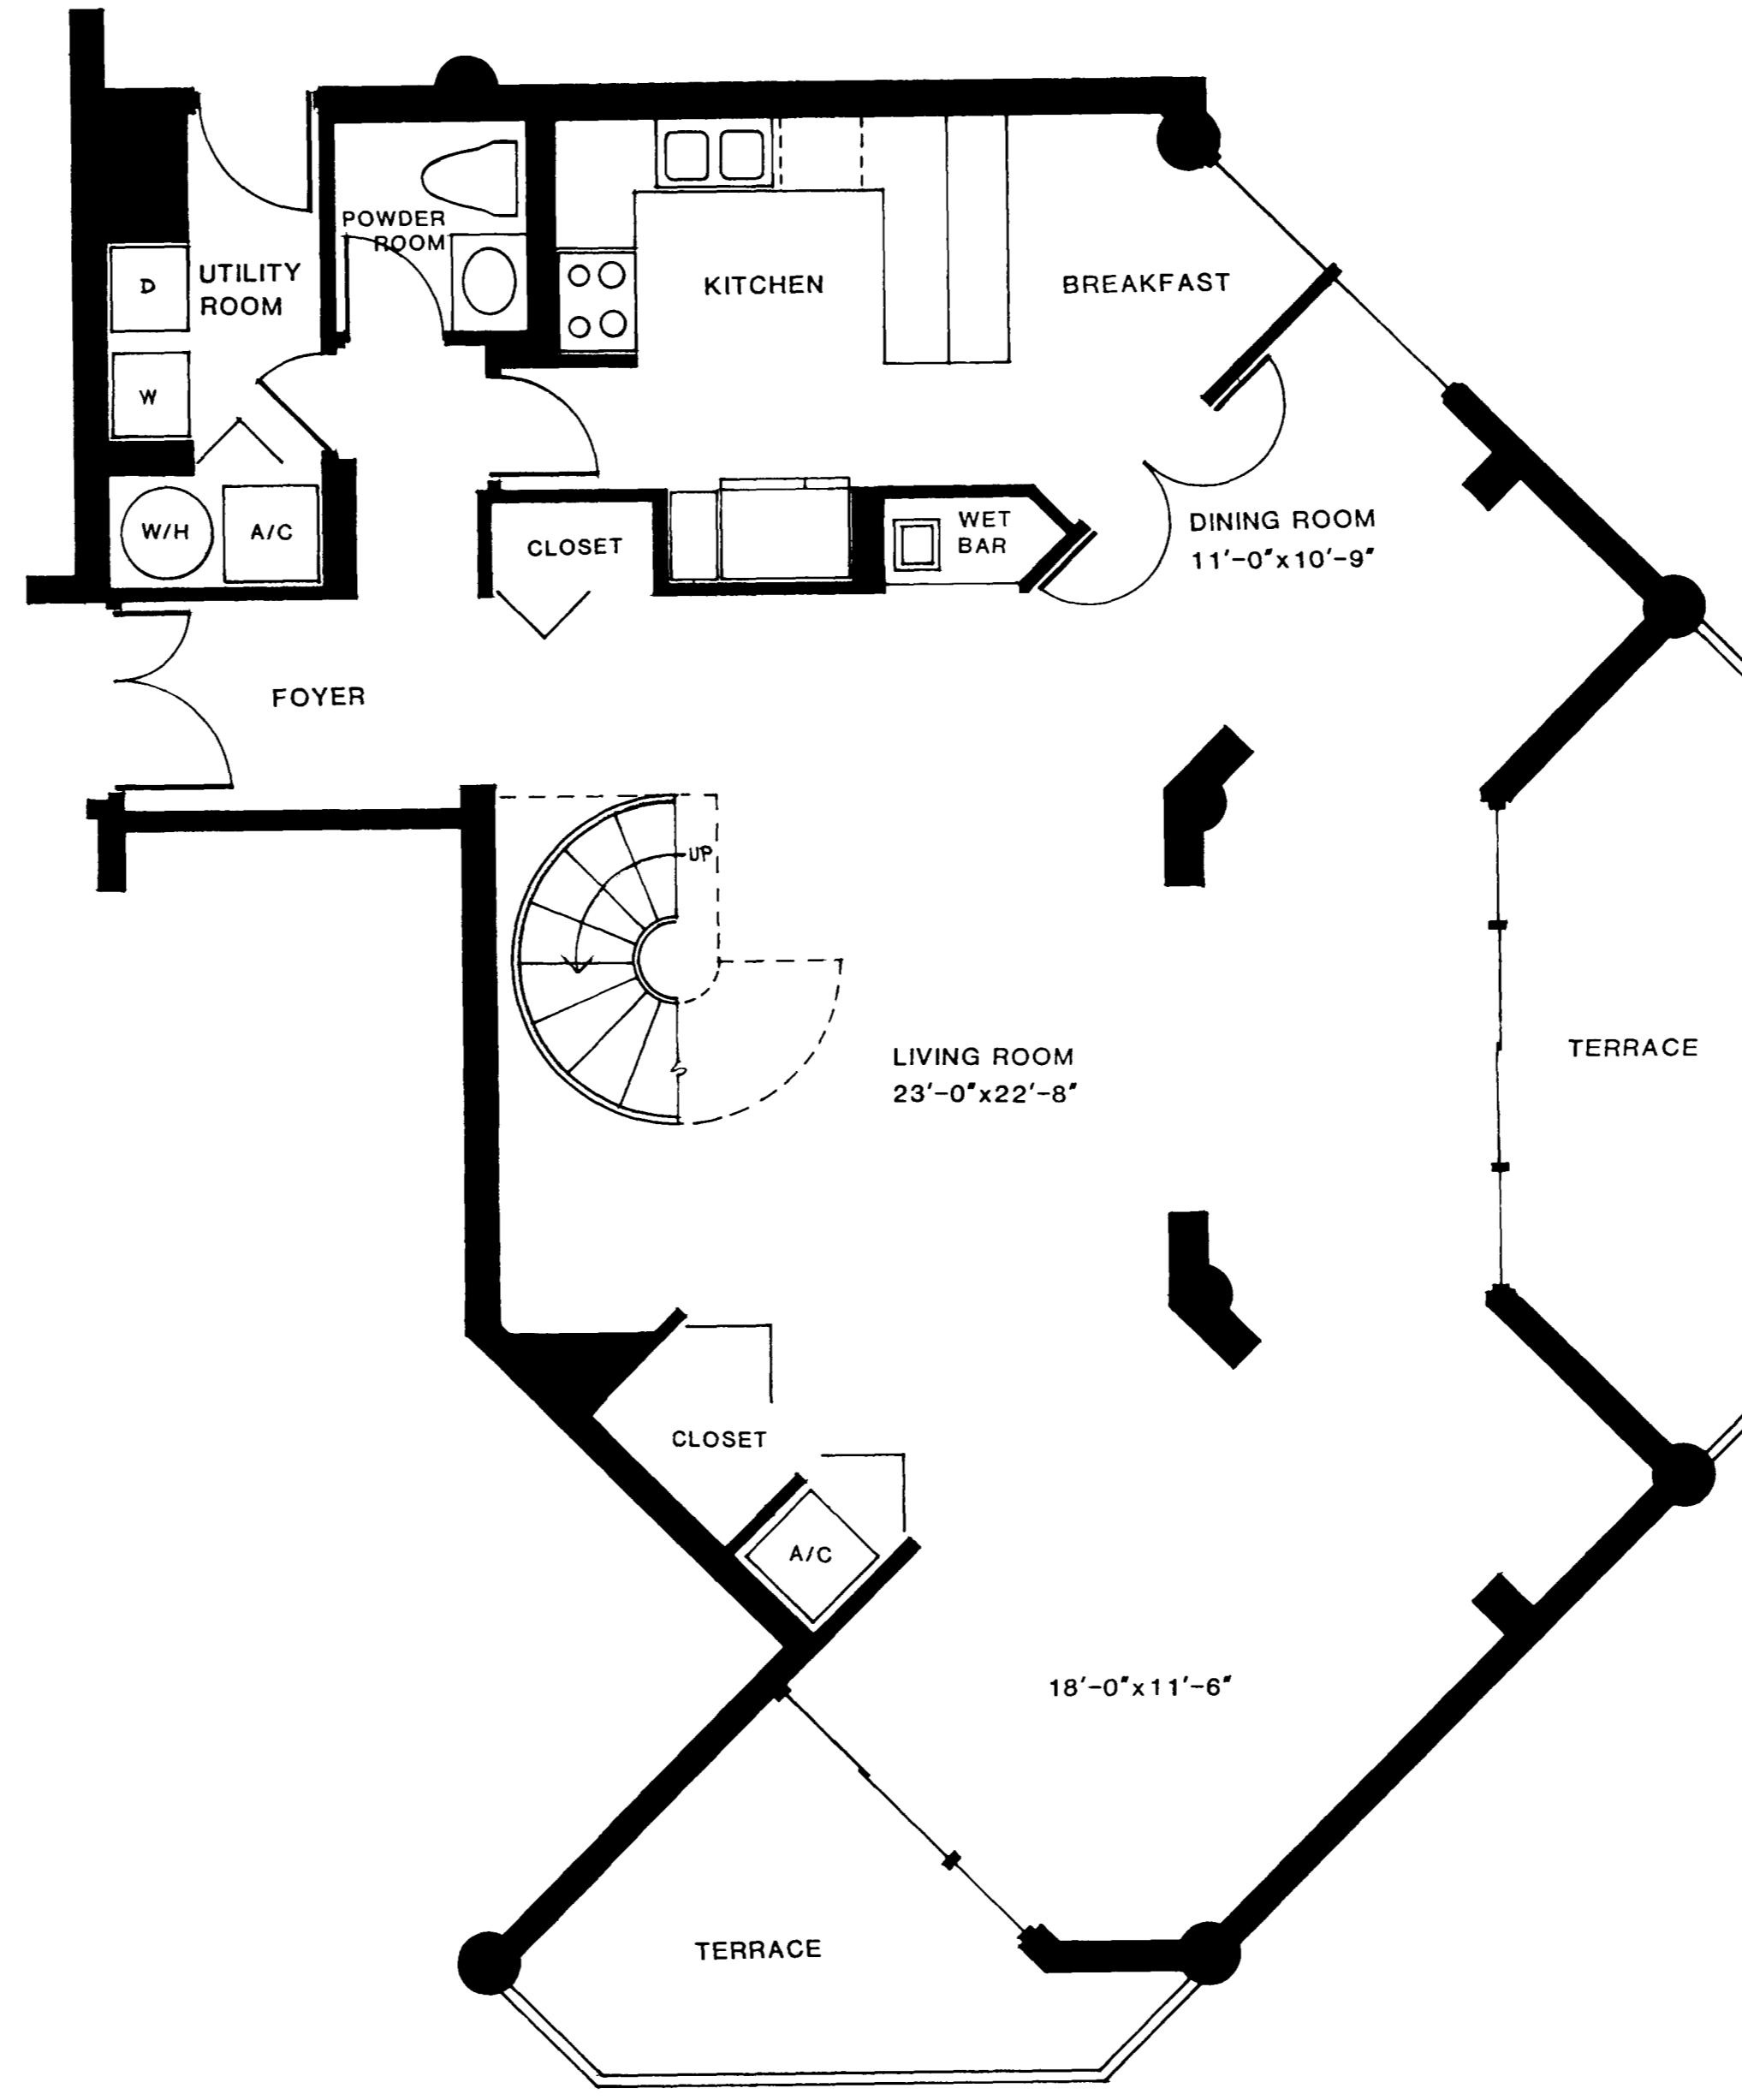 POWDER
ROOM
D
UTILITY
ROOM
KITCHEN
BREAKFAST
W
W/H
A/C
CLOSET
WET
BAR
DINING ROOM
11'-0"x10'-9"
FOYER
UP
LIVING ROOM
23'-0"x22'-8"
TERRACE
CLOSET
A/C
18'-0"x11'-6"
TERRACE